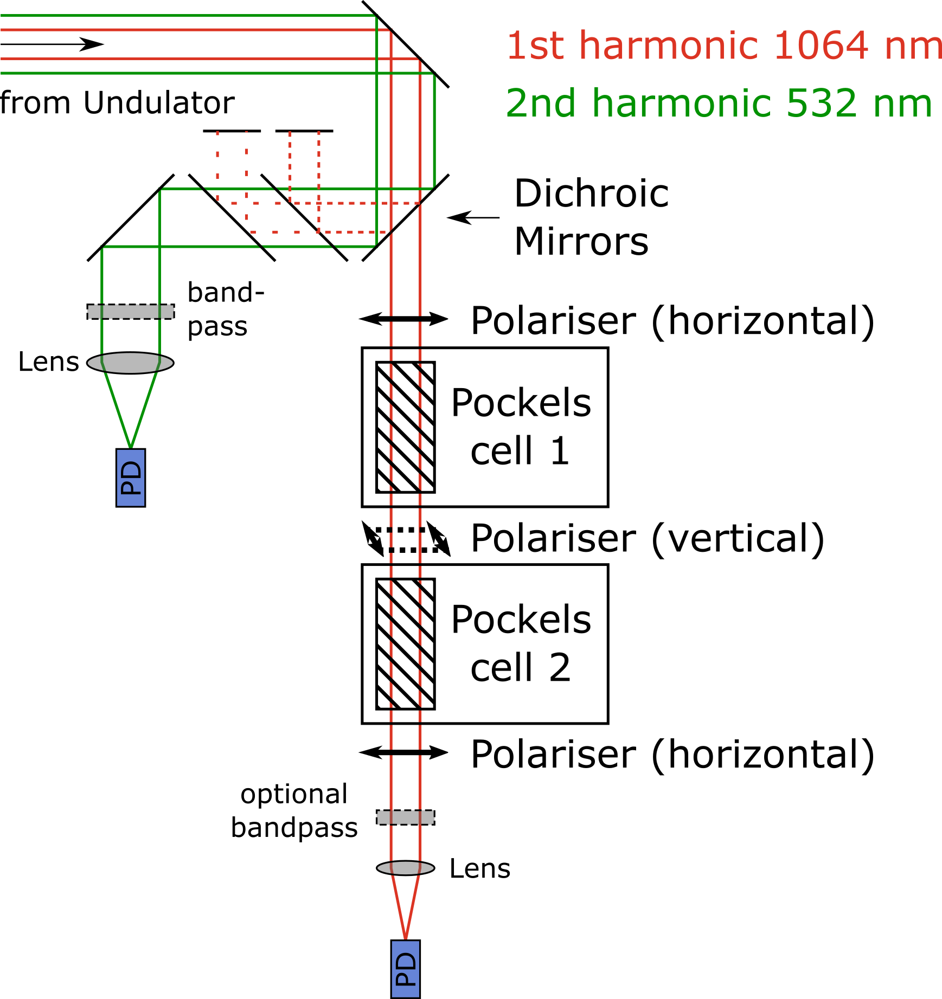 1st harmonic 1064 nm
2nd harmonic 532 nm
from Undulator
Dichroic
Mirrors
band-
pass
Polariser (horizontal)
Lens
Pockels
cell 1
PD
Polariser (vertical)
Pockels
cell 2
Polariser (horizontal)
optional
bandpass
Lens
PD